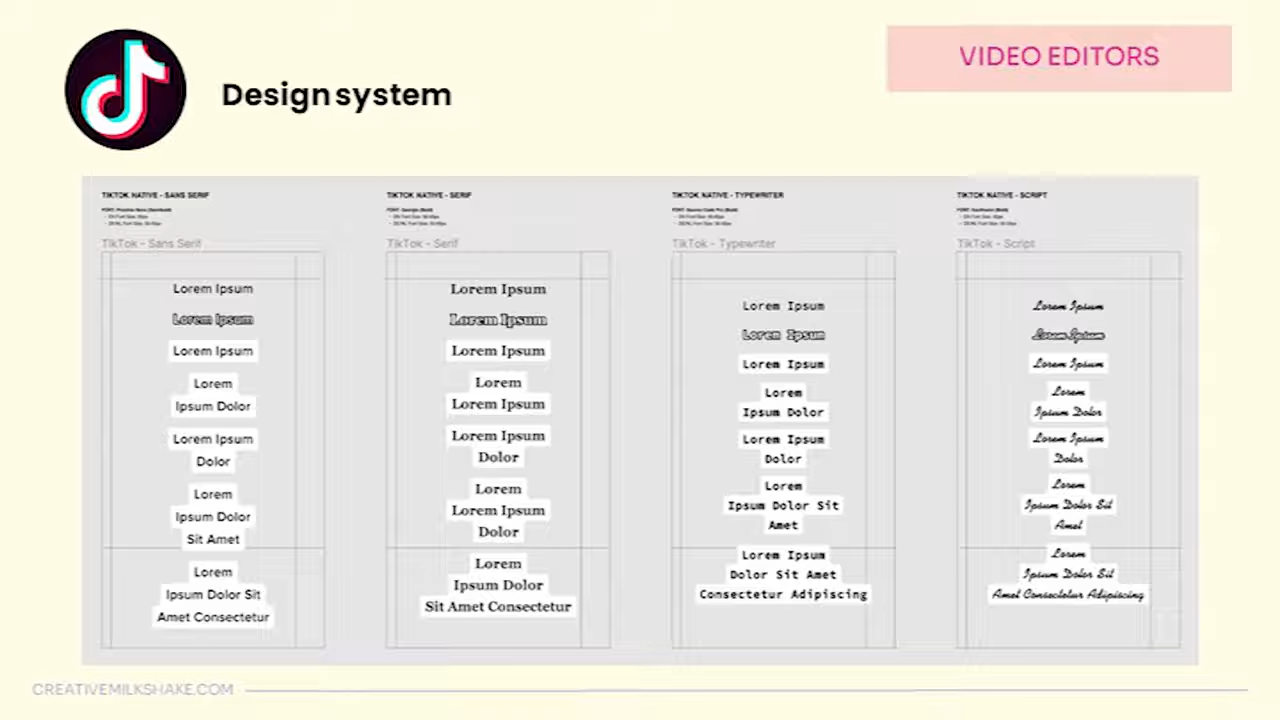 VIDEO EDITORS
Design system
TIKTOK NATIVE - SANS SERIF
TikTok - Sans Serif
Lorem Ipsum
Lorem Ipsum
Lorem Ipsum
Lorem
Ipsum Dolor
Lorem Ipsum
Dolor
Lorem
Ipsum Dolor
Sit Amet
Lorem
Ipsum Dolor Sit
Amet Consectetur
TIKTOK NATIVE - SERIF
TikTok - Serif
Lorem Ipsum
Lorem Ipsum
Lorem Ipsum
Lorem
Lorem Ipsum
Lorem Ipsum
Dolor
Lorem
Lorem Ipsum
Dolor
Lorem
Ipsum Dolor
Sit Amet Consectetur
TIKTOK NATIVE - TYPEWRITER
TikTok - Typewriter
Lorem Ipsum
Lorem Ipsum
Lorem Ipsum
Lorem
Ipsum Dolor
Lorem Ipsum
Dolor
Lorem
Ipsum Dolor Sit
Amet
Lorem Ipsum
Dolor Sit Amet
Consectetur Adipiscing
TIKTOK NATIVE - SCRIPT
TikTok - Script
Lorem Ipsum
Lorem Ipsum
Lorem Ipsum
Lorem
Ipsum Dolor
Lorem Ipsum
Dolor
Lorem
Ipsum Dolor Sit
Amet
Lorem
Ipsum Dolor Sit
Amet Consectetur Adipiscing
CREATIVEMILKSHAKE.COM